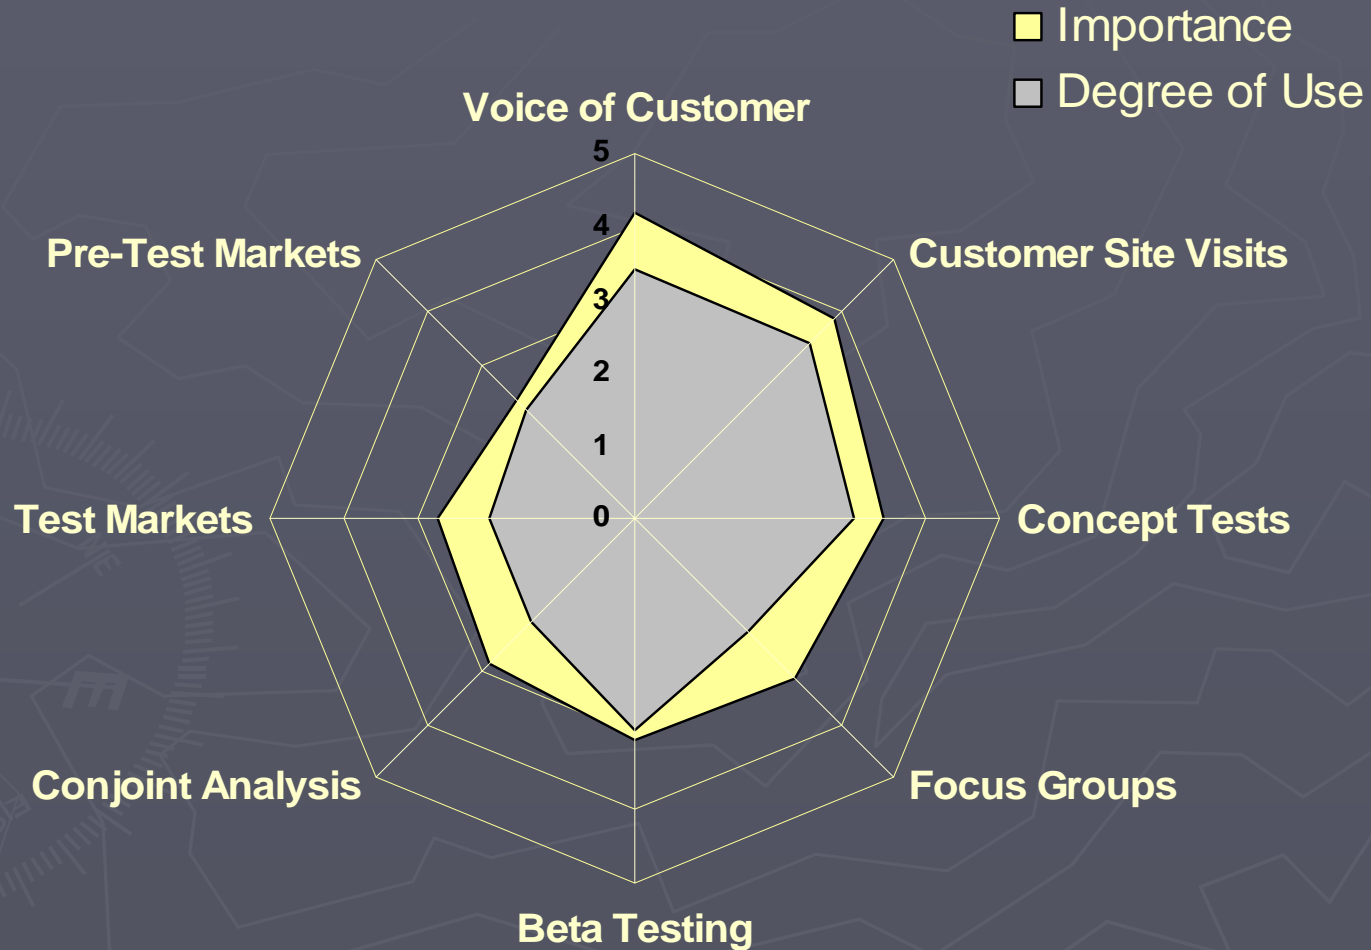 Importance
Degree of Use
Voice of Customer
5
4
3
2
1
0
Pre-Test Markets
Customer Site Visits
Test Markets
Concept Tests
Conjoint Analysis
Focus Groups
Beta Testing
E